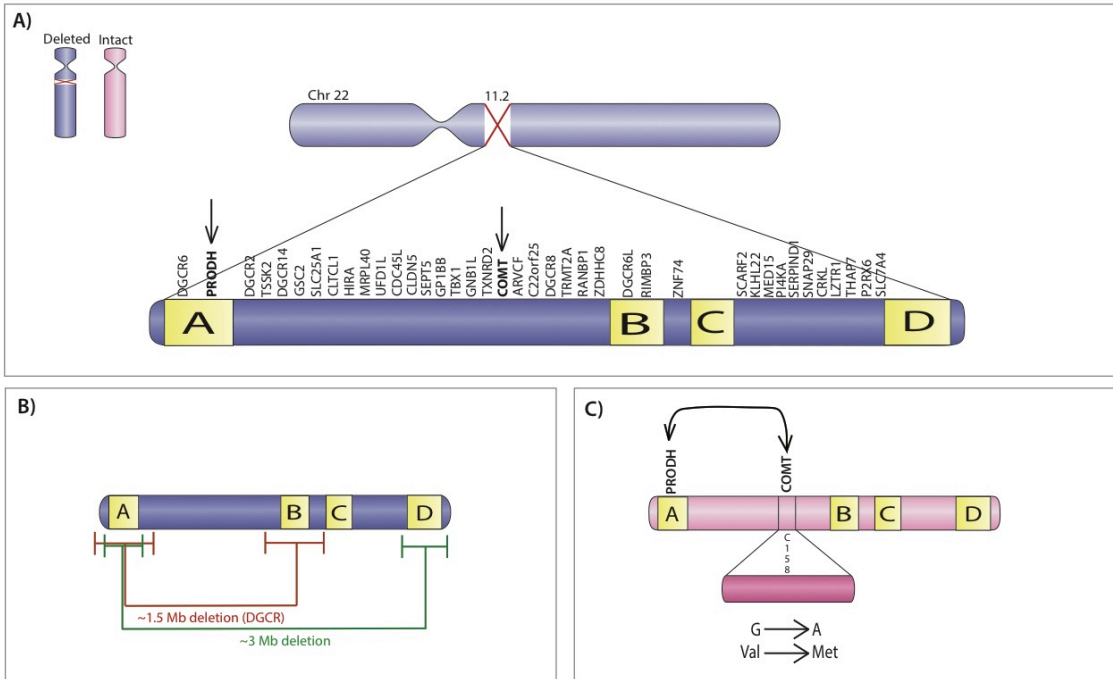 A)
Deleted
Intact
Chr 22
11.2
DGCR6
PRODH
DGCR2
TSSK2
DGCR14
GSC2
SLC25A1
CLTCL1
HIRA
MRPL40
UFD1L
CDC45L
CLDN5
SEPT5
GP1BB
TBX1
GNB1L
TXNRD2
COMT
ARVCF
C22orf25
DGCR8
TRMT2A
RANBP1
ZDHHC8
DGCR6L
RIMBP3
ZNF74
SCARF2
KLHL22
MED15
PI4KA
SERPIND1
SNAP29
CRKL
LZTR1
THAP7
P2RX6
SLC7A4
A
B
C
D
B)
A
B
C
D
~1.5 Mb deletion (DGCR)
~3 Mb deletion
C)
PRODH
COMT
A
B
C
D
C
1
5
8
G
A
Val
Met